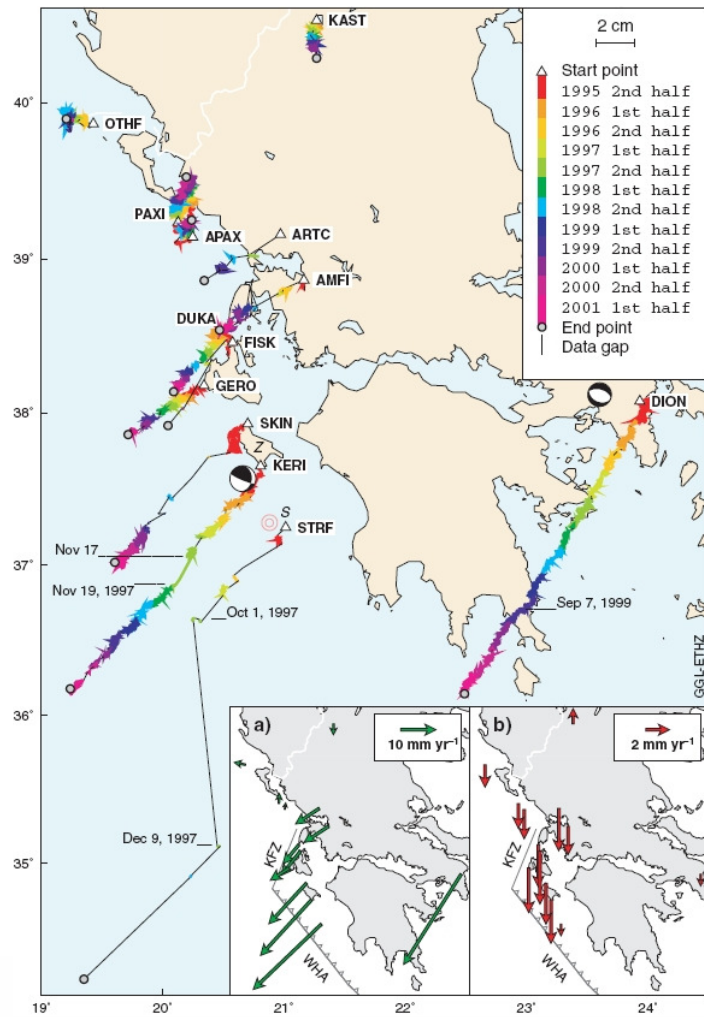 KAST
2 cm
Start point
1995 2nd half
1996 1st half
1996 2nd half
1997 1st half
1997 2nd half
1998 1st half
1998 2nd half
1999 1st half
1999 2nd half
2000 1st half
2000 2nd half
2001 1st half
End point
Data gap
40°
OTHF
PAXI
APAX
ARTC
39°
AMFI
DUKA
FISK
GERO
38°
DION
SKIN
Z
KERI
S
STRF
37°
Nov 17
Nov 19, 1997
Oct 1, 1997
Sep 7, 1999
GGL-ETHZ
36°
a)
10 mm yr⁻¹
b)
2 mm yr⁻¹
Dec 9, 1997
35°
KFZ
WHA
KFZ
WHA
19°
20°
21°
22°
23°
24°